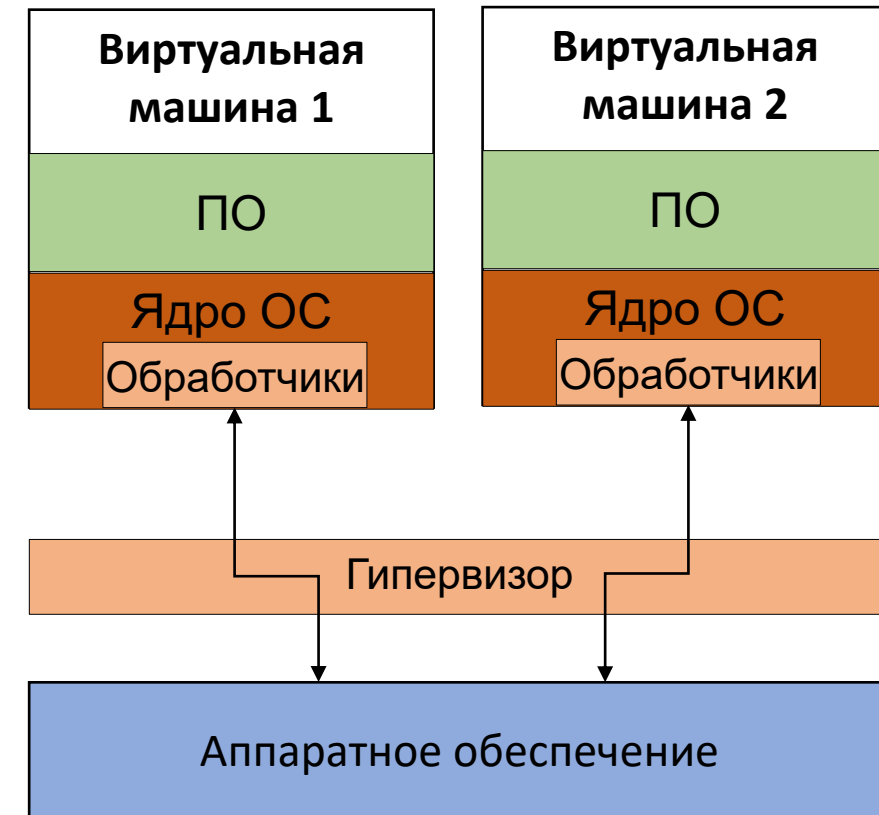 Виртуальная
машина 1
ПО
Ядро ОС
Обработчики
Виртуальная
машина 2
ПО
Ядро ОС
Обработчики
Гипервизор
Аппаратное обеспечение